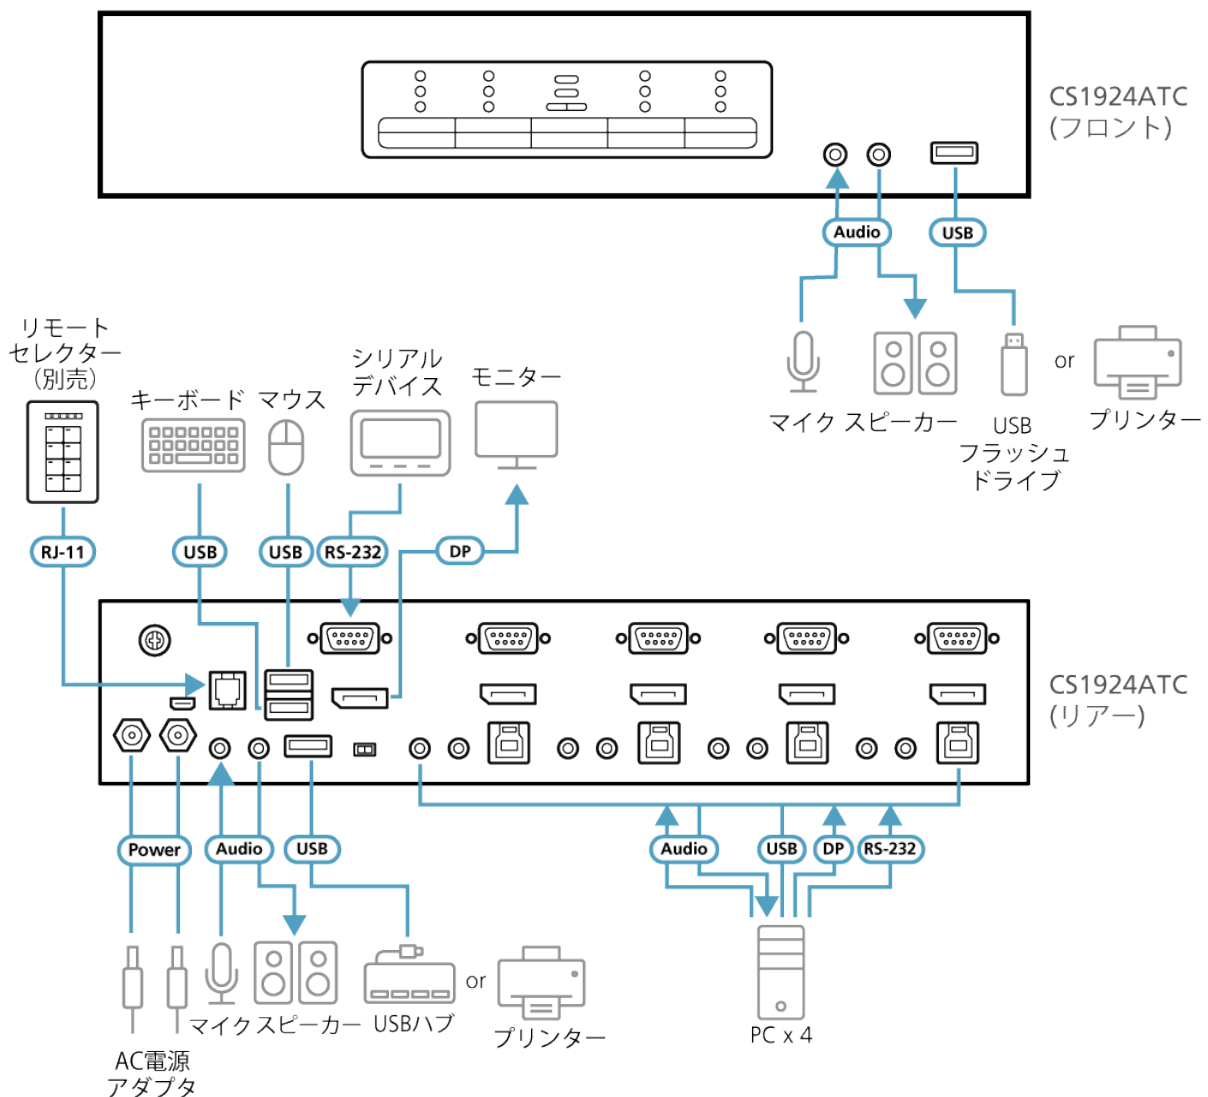 CS1924ATC
(フロント)
Audio
USB
マイク
スピーカー
USB
フラッシュ
ドライブ
or
プリンター
リモート
セレクター
(別売)
キーボード
マウス
シリアル
デバイス
モニター
RJ-11
USB
USB
RS-232
DP
CS1924ATC
(リアー)
Power
Audio
USB
Audio
USB
DP
RS-232
AC電源
アダプタ
マイク
スピーカー
USBハブ
or
プリンター
PC x 4